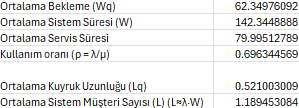 Ortalama Bekleme (Wq) 62.34976092
Ortalama Sistem Süresi (W) 142.3448888
Ortalama Servis Süresi 79.99512789
Kullanım oranı (ρ = λ/μ) 0.696344569
Ortalama Kuyruk Uzunluğu (Lq) 0.521003009
Ortalama Sistem Müşteri Sayısı (L) (L≈λ·W) 1.189453084